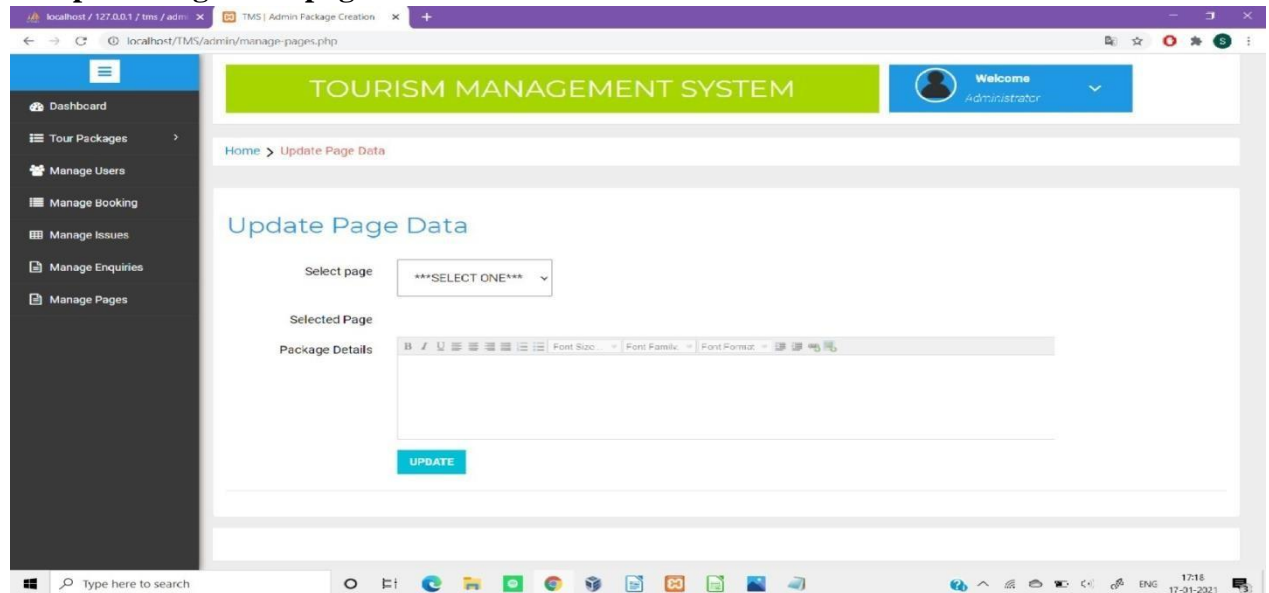 localhost / 127.0.0.1 / tms / adm
TMS | Admin Package Creation
localhost/TMS/admin/manage-pages.php
S
TOURISM MANAGEMENT SYSTEM
Welcome
Administrator
Dashboard
Tour Packages
Manage Users
Manage Booking
Manage Issues
Manage Enquiries
Manage Pages
Home > Update Page Data
Update Page Data
Select page
***SELECT ONE***
Selected Page
Package Details
B I U Font Size... Font Family. Font Format
UPDATE
Type here to search
ENG
17:18
17-01-2021